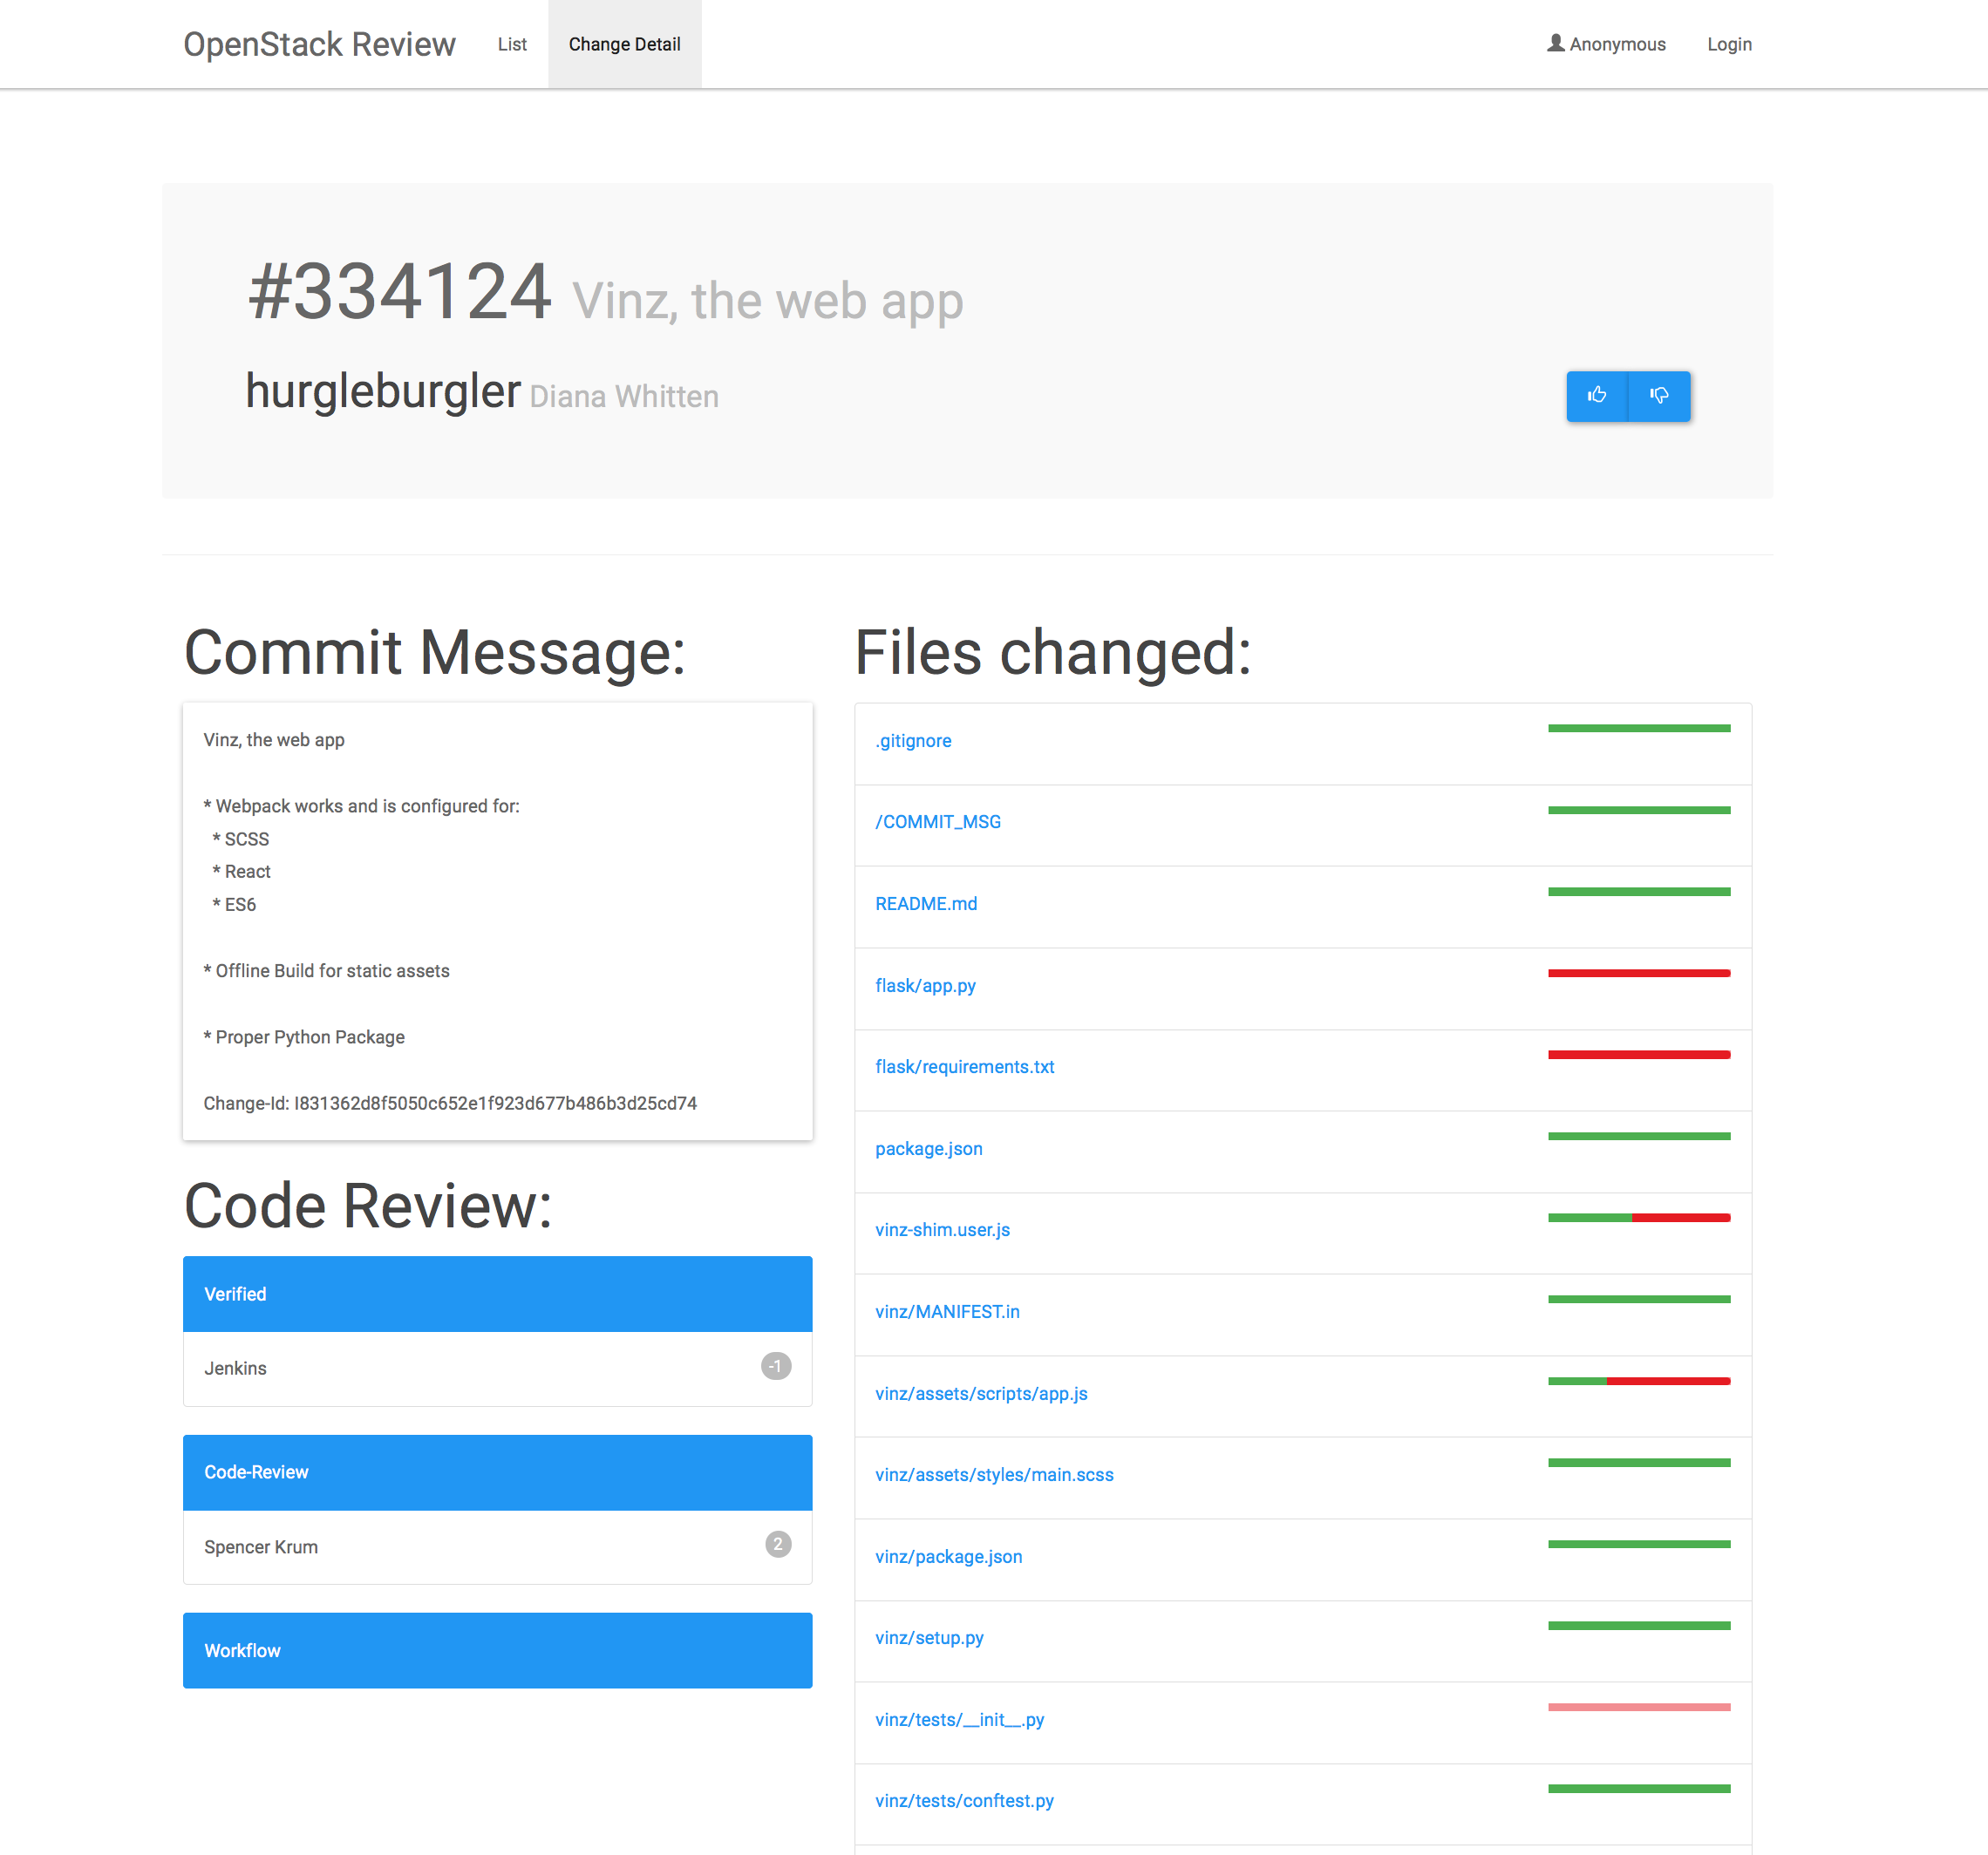 OpenStack Review List Change Detail Anonymous Login
#334124 Vinz, the web app
hurgleburgler Diana Whitten
Commit Message:
Vinz, the web app
* Webpack works and is configured for:
* SCSS
* React
* ES6
* Offline Build for static assets
* Proper Python Package
Change-Id: I831362d8f5050c652e1f923d677b486b3d25cd74
Code Review:
Verified
Jenkins -1
Code-Review
Spencer Krum 2
Workflow
Files changed:
.gitignore
/COMMIT_MSG
README.md
flask/app.py
flask/requirements.txt
package.json
vinz-shim.user.js
vinz/MANIFEST.in
vinz/assets/scripts/app.js
vinz/assets/styles/main.scss
vinz/package.json
vinz/setup.py
vinz/tests/__init__.py
vinz/tests/conftest.py